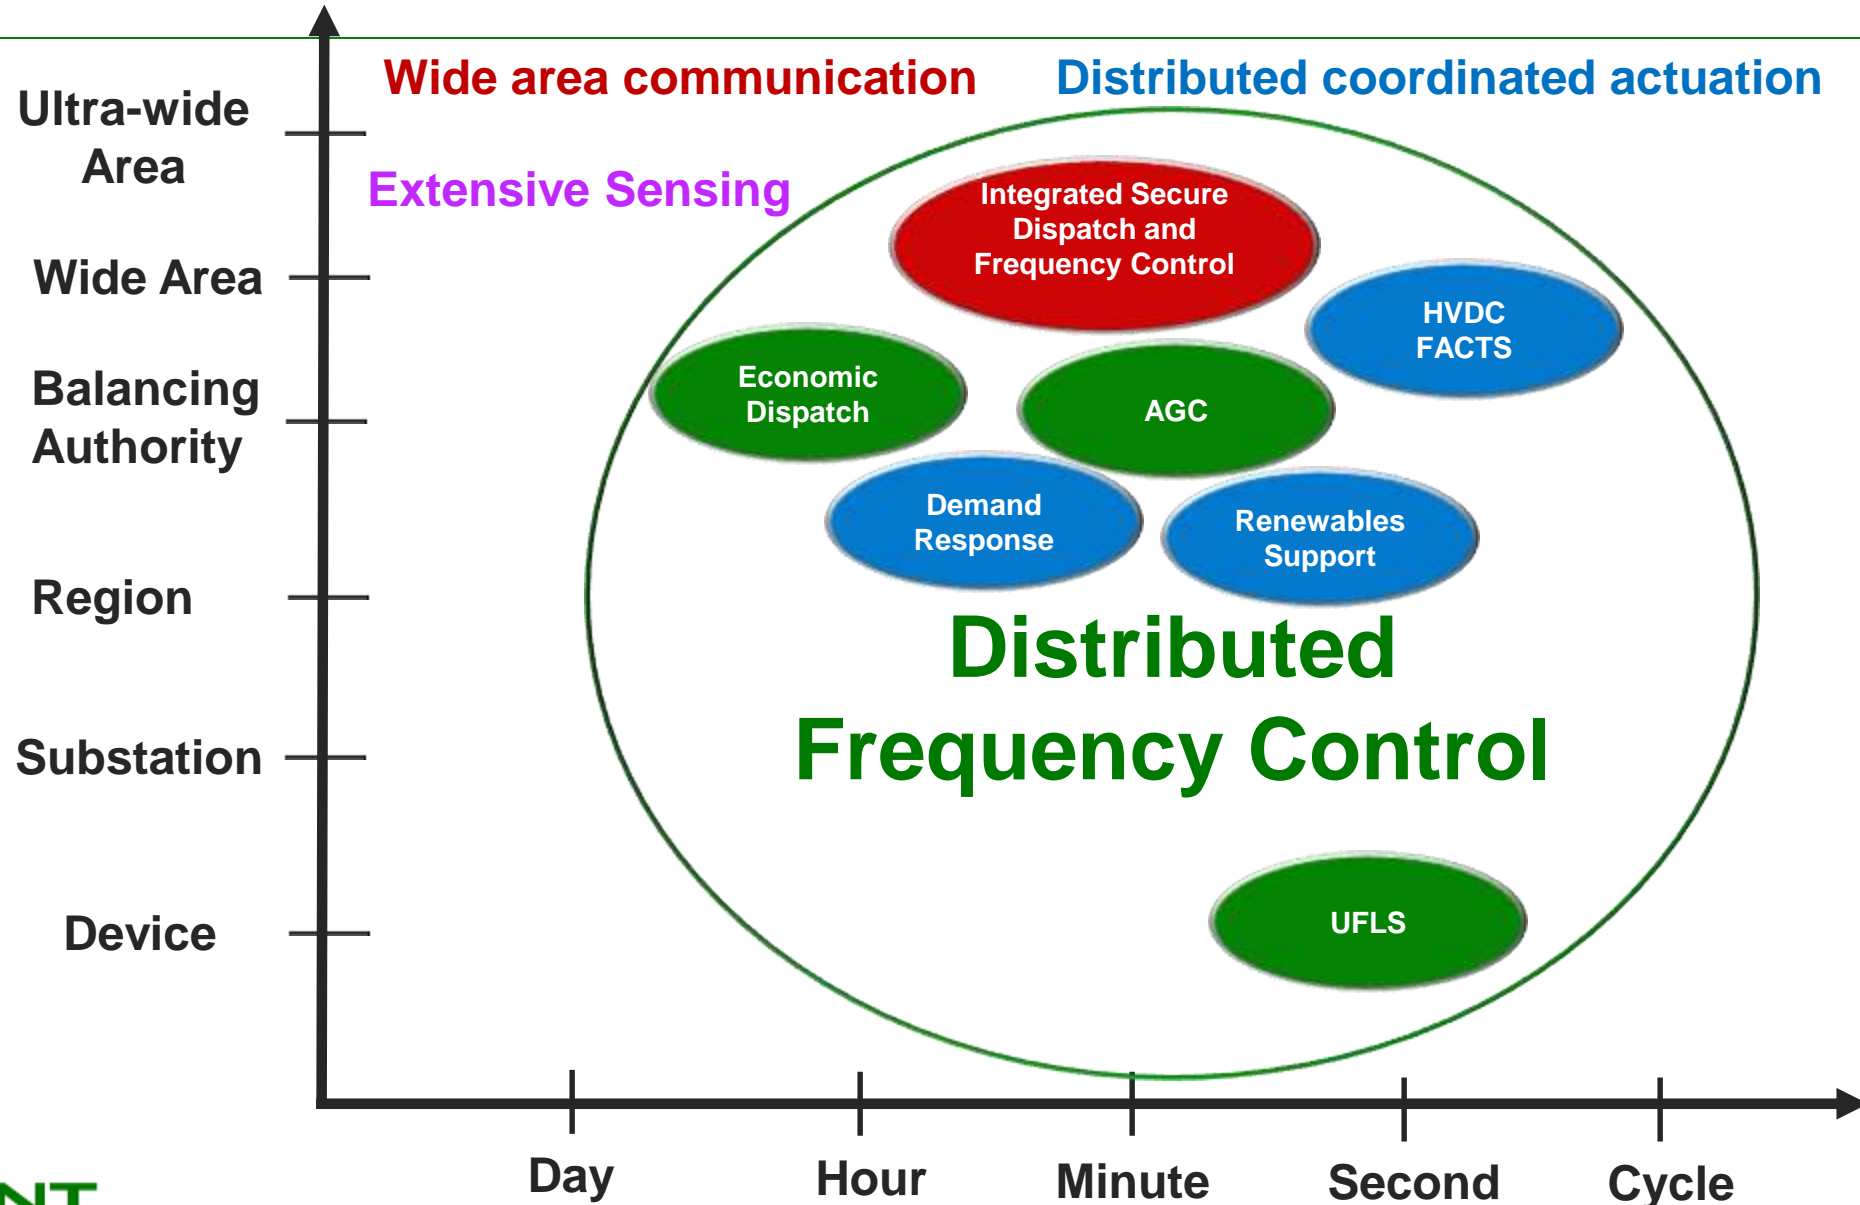 Wide area communication
Distributed coordinated actuation
Ultra-wide
Area
Extensive Sensing
Integrated Secure
Dispatch and
Frequency Control
Wide Area
HVDC
FACTS
Balancing
Authority
Economic
Dispatch
AGC
Demand
Response
Renewables
Support
Region
Distributed
Frequency Control
Substation
Device
UFLS
Day
Hour
Minute
Second
Cycle